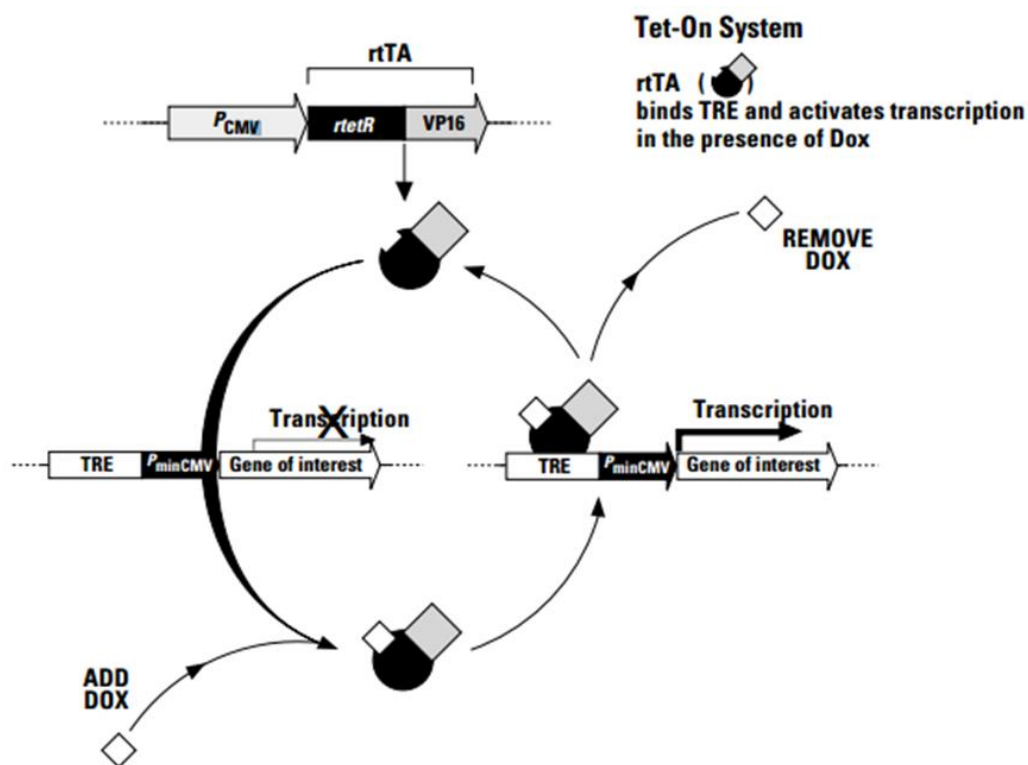 Tet-On System
rtTA
rtTA ( )
binds TRE and activates transcription
in the presence of Dox
PCMV rtetR VP16
REMOVE
DOX
Transcription
Transcription
TRE PminCMV Gene of interest
TRE PminCMV Gene of interest
ADD
DOX